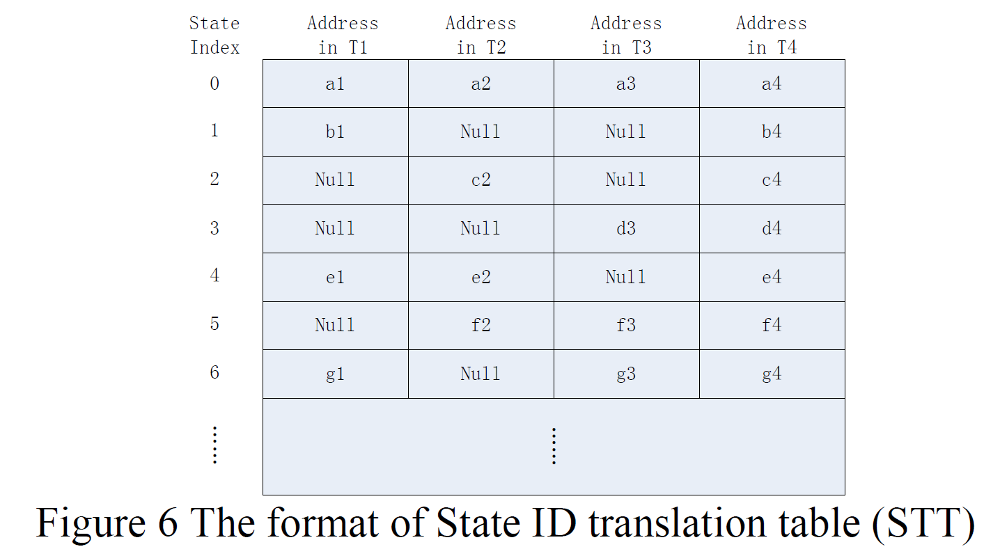 State Address Address Address Address
Index in T1 in T2 in T3 in T4
0 a1 a2 a3 a4
1 b1 Null Null b4
2 Null c2 Null c4
3 Null Null d3 d4
4 e1 e2 Null e4
5 Null f2 f3 f4
6 g1 Null g3 g4
Figure 6 The format of State ID translation table (STT)